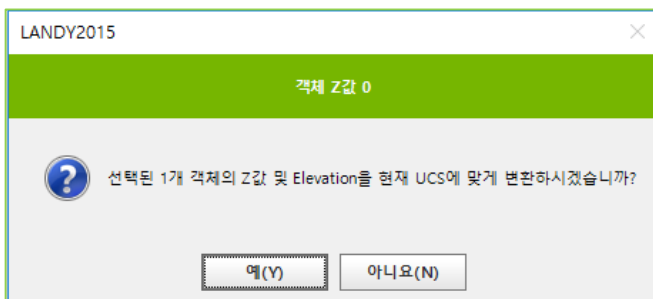 LANDY2015
객체 Z값 0
선택된 1개 객체의 Z값 및 Elevation을 현재 UCS에 맞게 변환하시겠습니까?
예(Y) 아니요(N)